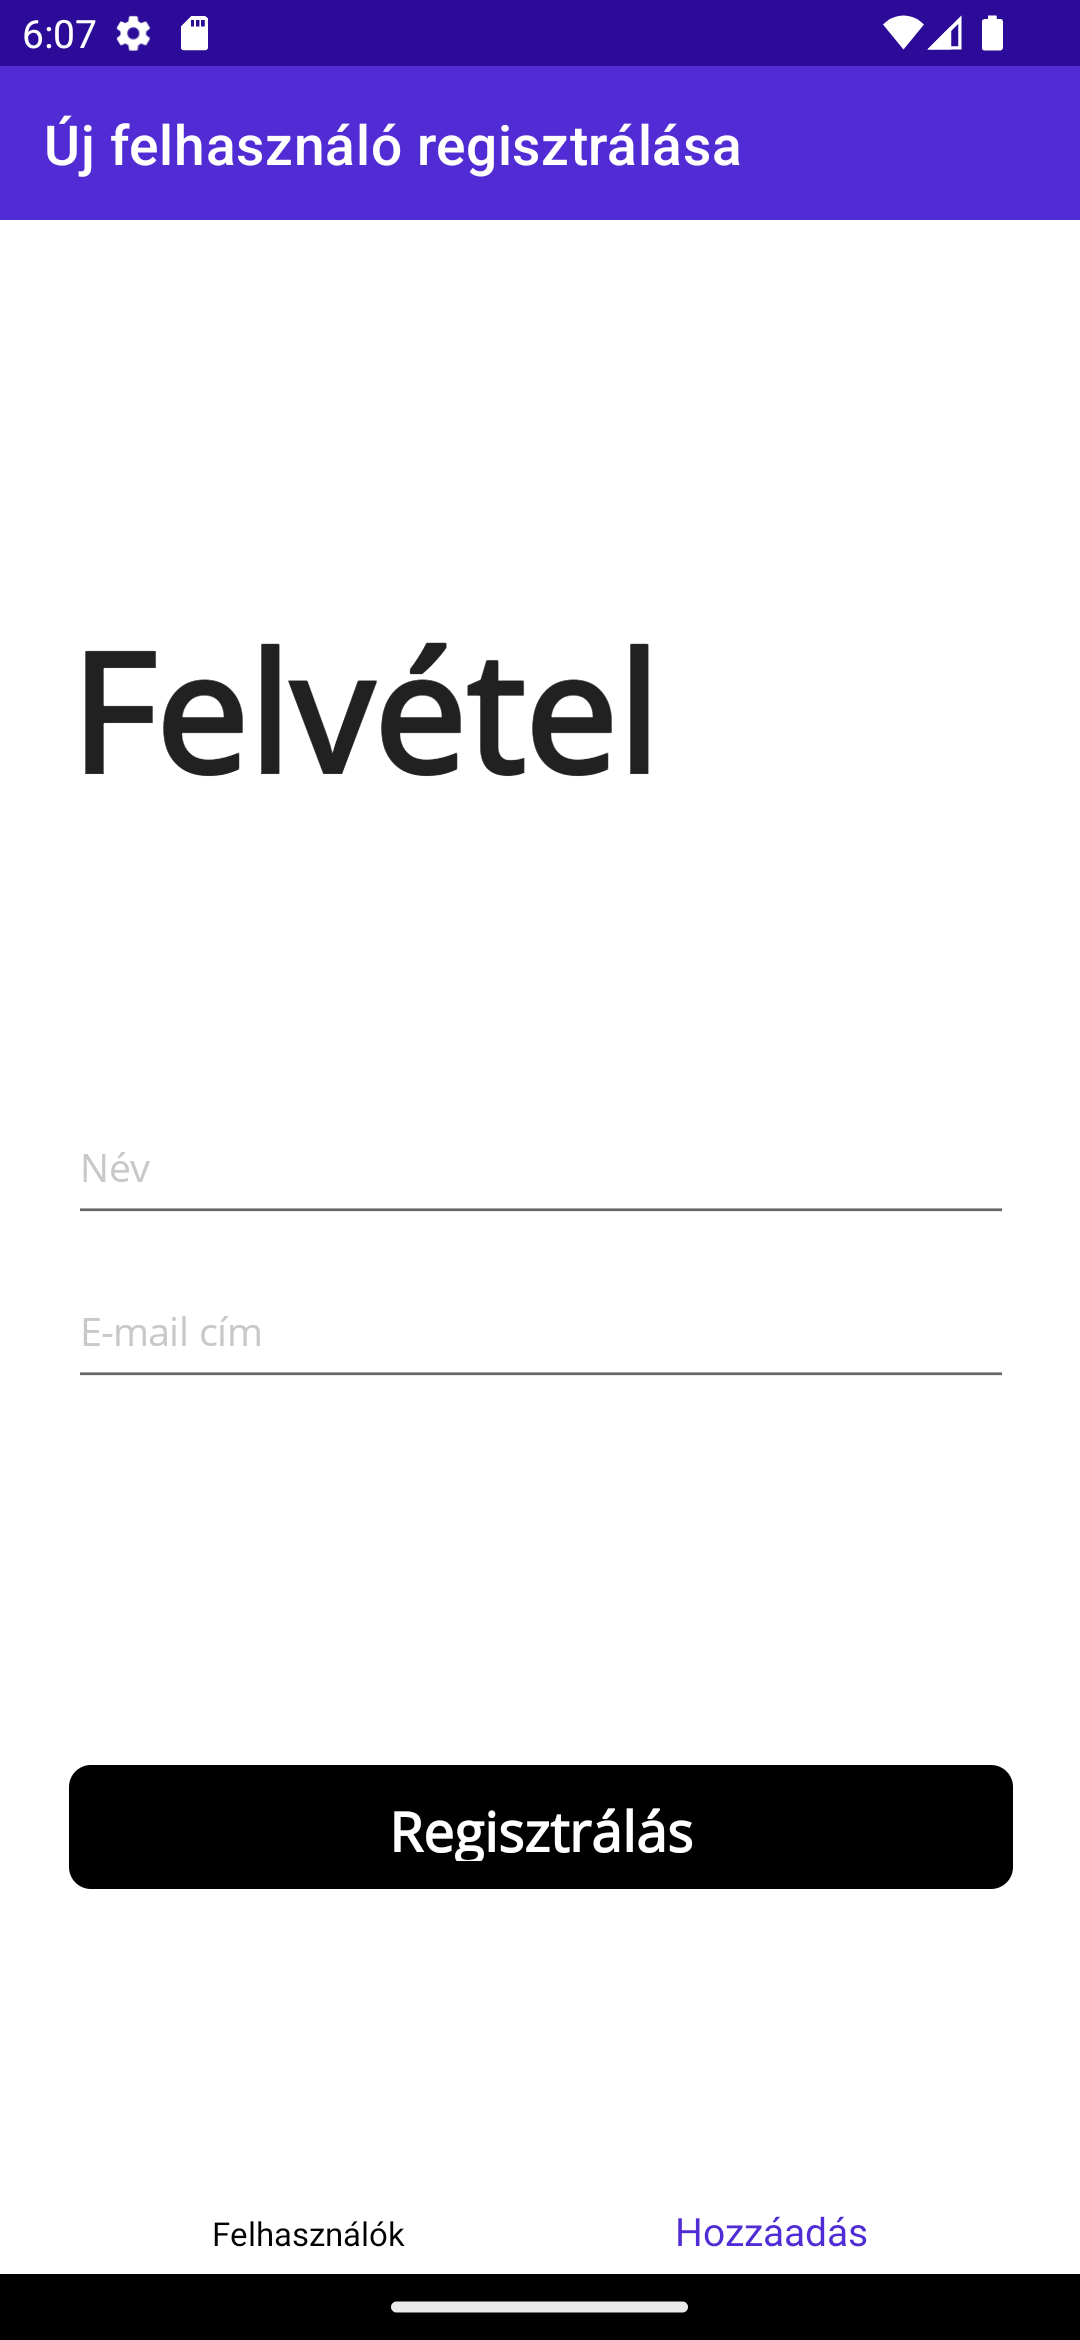 6:07
Új felhasználó regisztrálása
Felvétel
Név
E-mail cím
Regisztrálás
Felhasználók
Hozzáadás